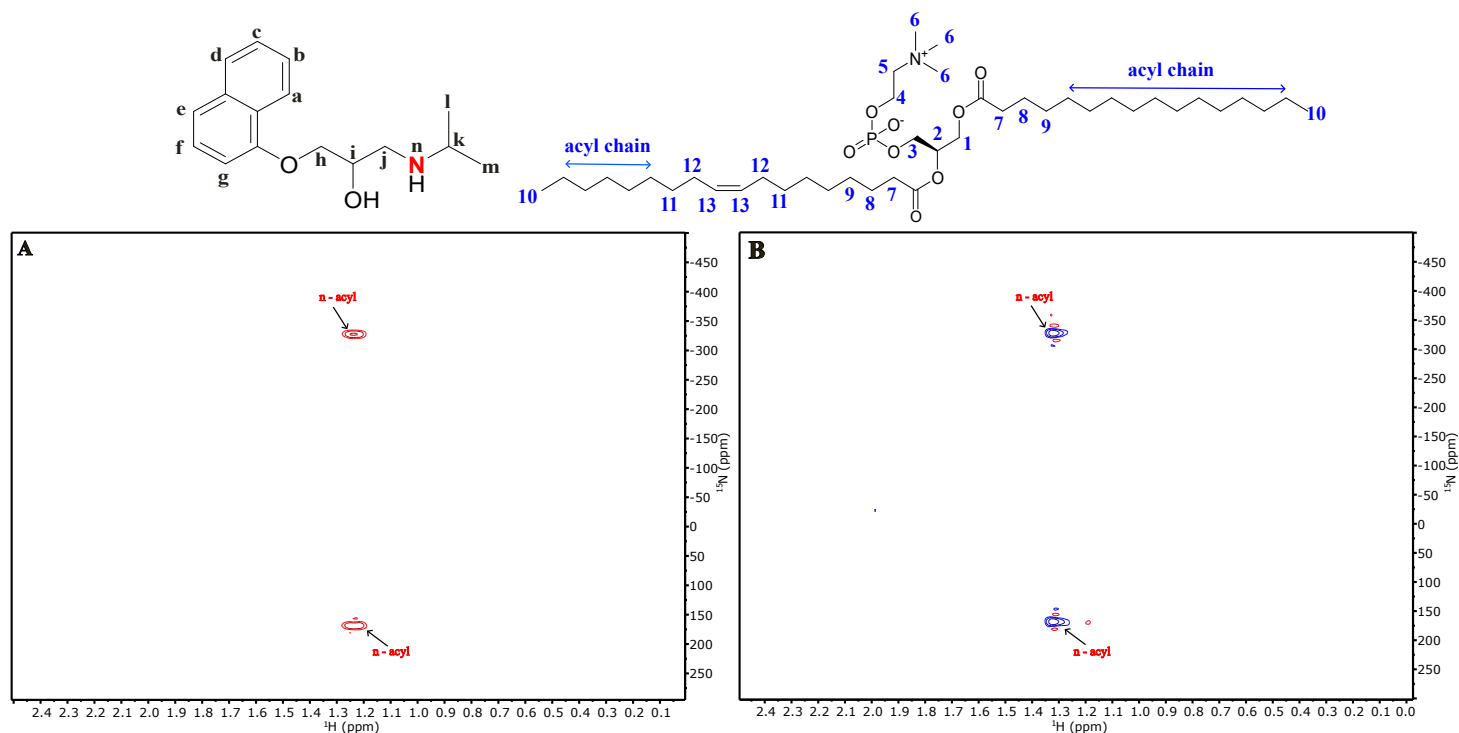 c
d
b
e
a
f
g
O
h
i
OH
j
n
N
H
k
l
m
6
6
N+
6
5
4
O
O
P
O-
O
2
3
1
O
O
7
8
9
acyl chain
10
acyl chain
10
11
12
13
13
12
11
9
8
7
O
O
A
n - acyl
n - acyl
-450
-400
-350
-300
-250
-200
-150
-100
-50
0
50
100
150
200
250
15N (ppm)
2.4 2.3 2.2 2.1 2.0 1.9 1.8 1.7 1.6 1.5 1.4 1.3 1.2 1.1 1.0 0.9 0.8 0.7 0.6 0.5 0.4 0.3 0.2 0.1
1H (ppm)
B
n - acyl
n - acyl
-450
-400
-350
-300
-250
-200
-150
-100
-50
0
50
100
150
200
250
15N (ppm)
2.4 2.3 2.2 2.1 2.0 1.9 1.8 1.7 1.6 1.5 1.4 1.3 1.2 1.1 1.0 0.9 0.8 0.7 0.6 0.5 0.4 0.3 0.2 0.1 0.0
1H (ppm)